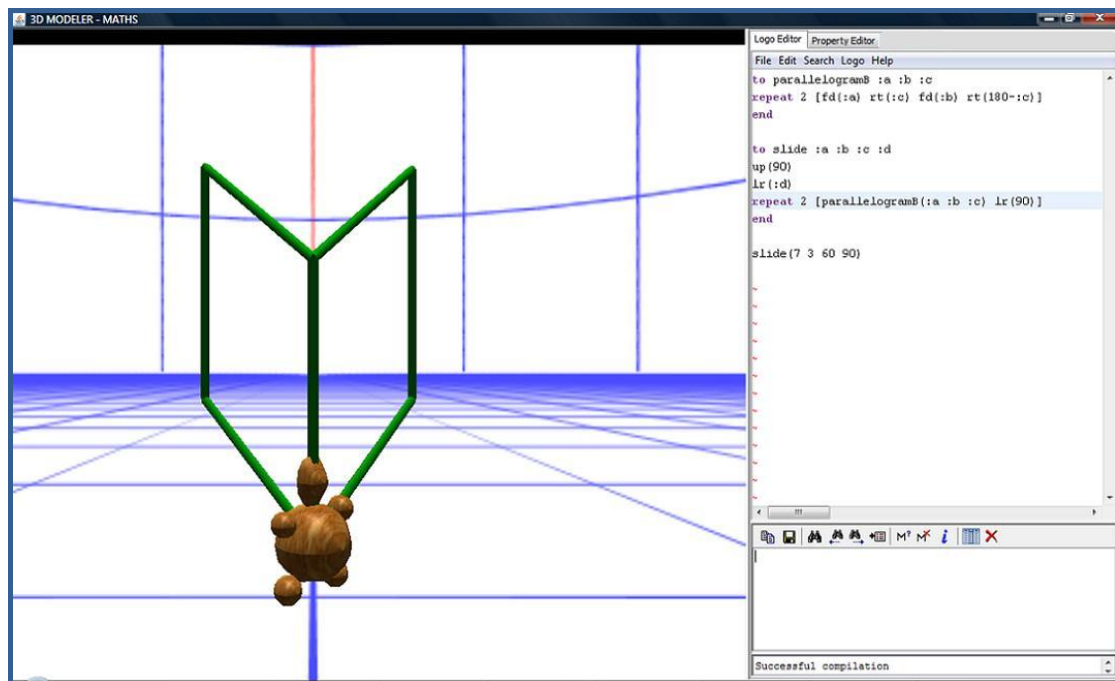 3D MODELER - MATHS
Logo Editor Property Editor
File Edit Search Logo Help
to parallelogramB :a :b :c
repeat 2 [fd(:a) rt(:c) fd(:b) rt(180-:c)]
end
to slide :a :b :c :d
up(90)
lr(:d)
repeat 2 [parallelogramB(:a :b :c) lr(90)]
end
slide(7 3 60 90)
~
~
~
~
~
~
~
~
~
~
~
~
~
Successful compilation